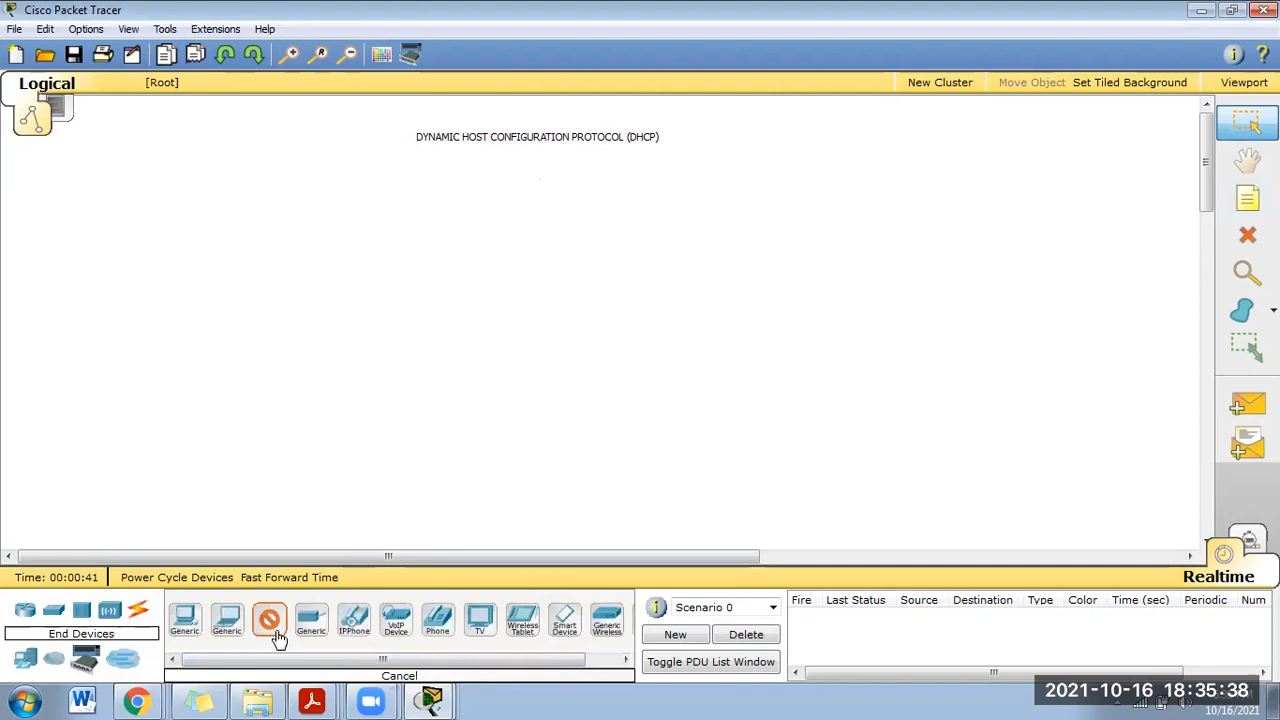 Cisco Packet Tracer
File Edit Options View Tools Extensions Help
Logical [Root] New Cluster Move Object Set Tiled Background Viewport
DYNAMIC HOST CONFIGURATION PROTOCOL (DHCP)
Time: 00:00:41 Power Cycle Devices Fast Forward Time Realtime
End Devices
Generic Generic Generic IPPhone VoIP Device Phone TV Wireless Tablet Smart Device Generic Wireless
Cancel
Scenario 0
New Delete
Toggle PDU List Window
Fire Last Status Source Destination Type Color Time (sec) Periodic Num
2021-10-16 18:35:38
10/16/2021